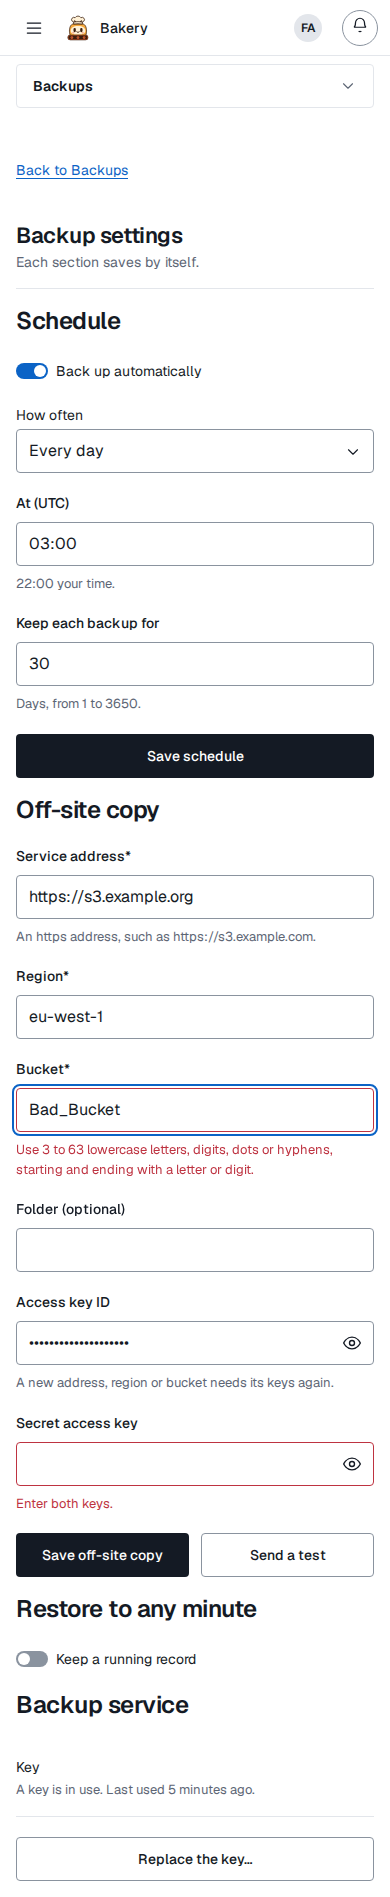 Bakery
FA
Backups
Back to Backups
Backup settings
Each section saves by itself.
Schedule
Back up automatically
How often
Every day
At (UTC)
03:00
22:00 your time.
Keep each backup for
30
Days, from 1 to 3650.
Save schedule
Off-site copy
Service address*
https://s3.example.org
An https address, such as https://s3.example.com.
Region*
eu-west-1
Bucket*
Bad_Bucket
Use 3 to 63 lowercase letters, digits, dots or hyphens,
starting and ending with a letter or digit.
Folder (optional)
Access key ID
••••••••••••••••••••
A new address, region or bucket needs its keys again.
Secret access key
Enter both keys.
Save off-site copy
Send a test
Restore to any minute
Keep a running record
Backup service
Key
A key is in use. Last used 5 minutes ago.
Replace the key...